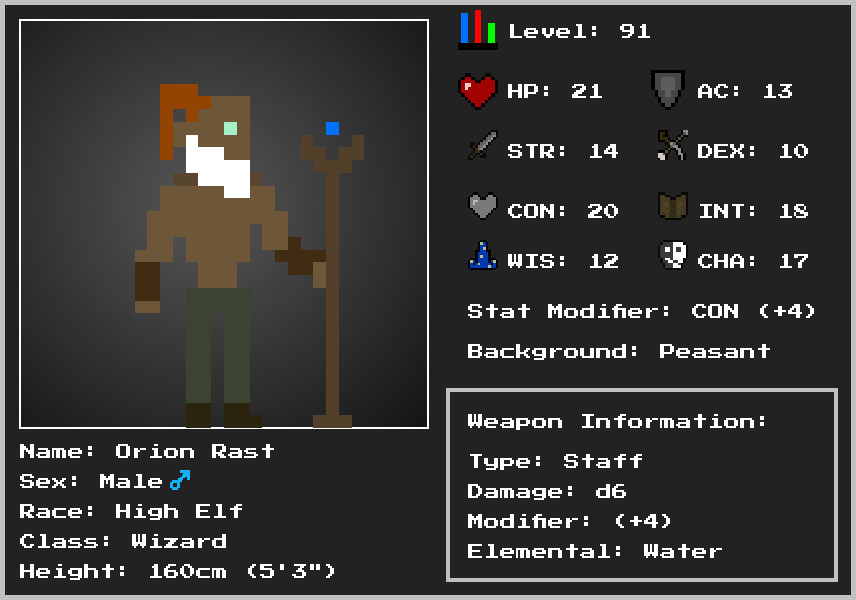 Level: 91
HP: 21
AC: 13
STR: 14
DEX: 10
CON: 20
INT: 18
WIS: 12
CHA: 17
Stat Modifier: CON (+4)
Background: Peasant
Weapon Information:
Type: Staff
Damage: d6
Modifier: (+4)
Elemental: Water
Name: Orion Rast
Sex: Male ♂
Race: High Elf
Class: Wizard
Height: 160cm (5'3")